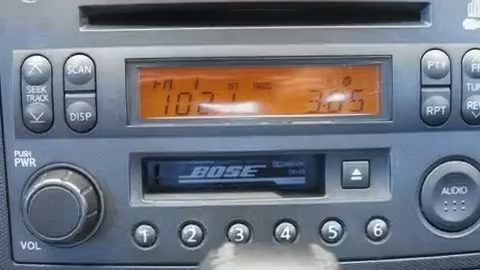 SCAN
PTY
SEEK
TRACK
DISP
RPT
FM 1
102.1 3:05
PUSH
PWR
BOSE
AUDIO
VOL
1 2 3 4 5 6